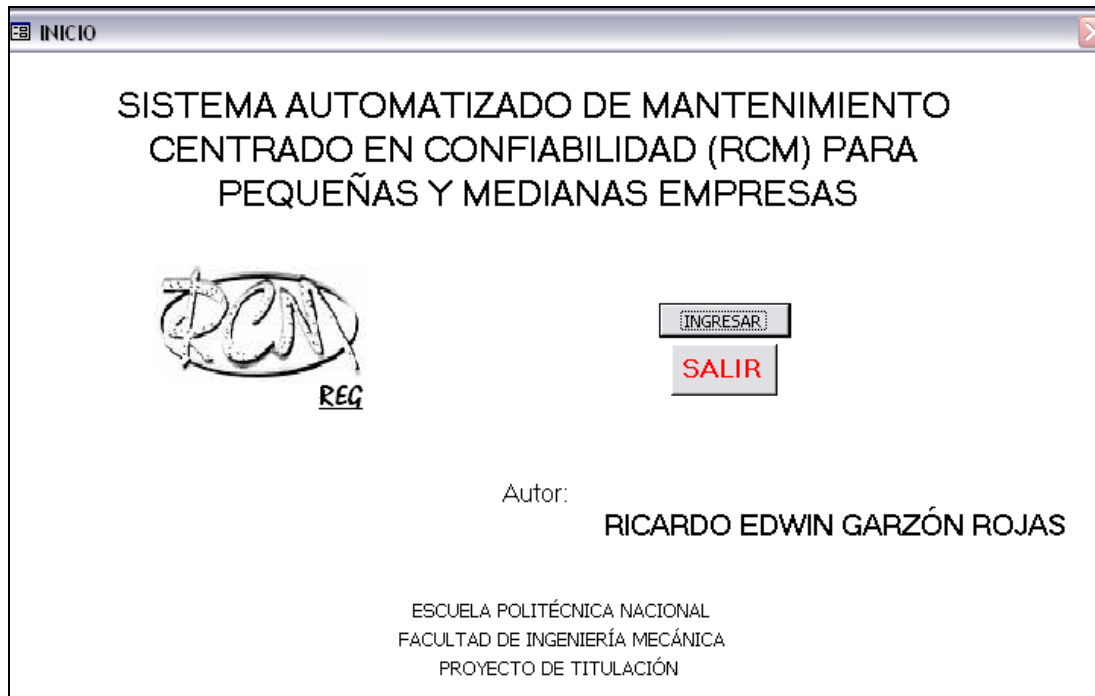 INICIO
SISTEMA AUTOMATIZADO DE MANTENIMIENTO
CENTRADO EN CONFIABILIDAD (RCM) PARA
PEQUEÑAS Y MEDIANAS EMPRESAS
RCM
REG
INGRESAR
SALIR
Autor:
RICARDO EDWIN GARZÓN ROJAS
ESCUELA POLITÉCNICA NACIONAL
FACULTAD DE INGENIERÍA MECÁNICA
PROYECTO DE TITULACIÓN